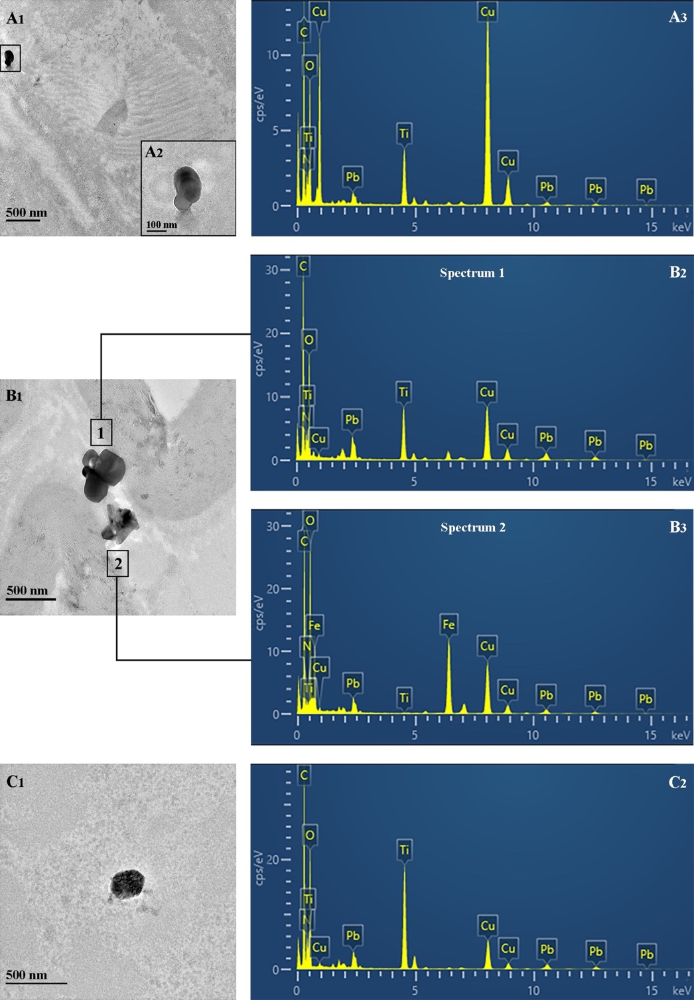 A1
500 nm
A2
100 nm
A3
cps/eV
10
5
0
C
Cu
O
Ti
N
Pb
Ti
Cu
Cu
Pb
Pb
Pb
0
5
10
15
keV
B1
1
2
500 nm
Spectrum 1
B2
cps/eV
30
20
10
0
C
O
Ti
N
Cu
Pb
Ti
Cu
Cu
Pb
Pb
Pb
0
5
10
15
keV
Spectrum 2
B3
cps/eV
30
20
10
0
O
C
Fe
N
Cu
Ti
Pb
Ti
Fe
Cu
Cu
Pb
Pb
Pb
0
5
10
15
keV
C1
500 nm
C2
cps/eV
20
0
C
O
Ti
N
Cu
Pb
Ti
Cu
Cu
Pb
Pb
Pb
0
5
10
15
keV